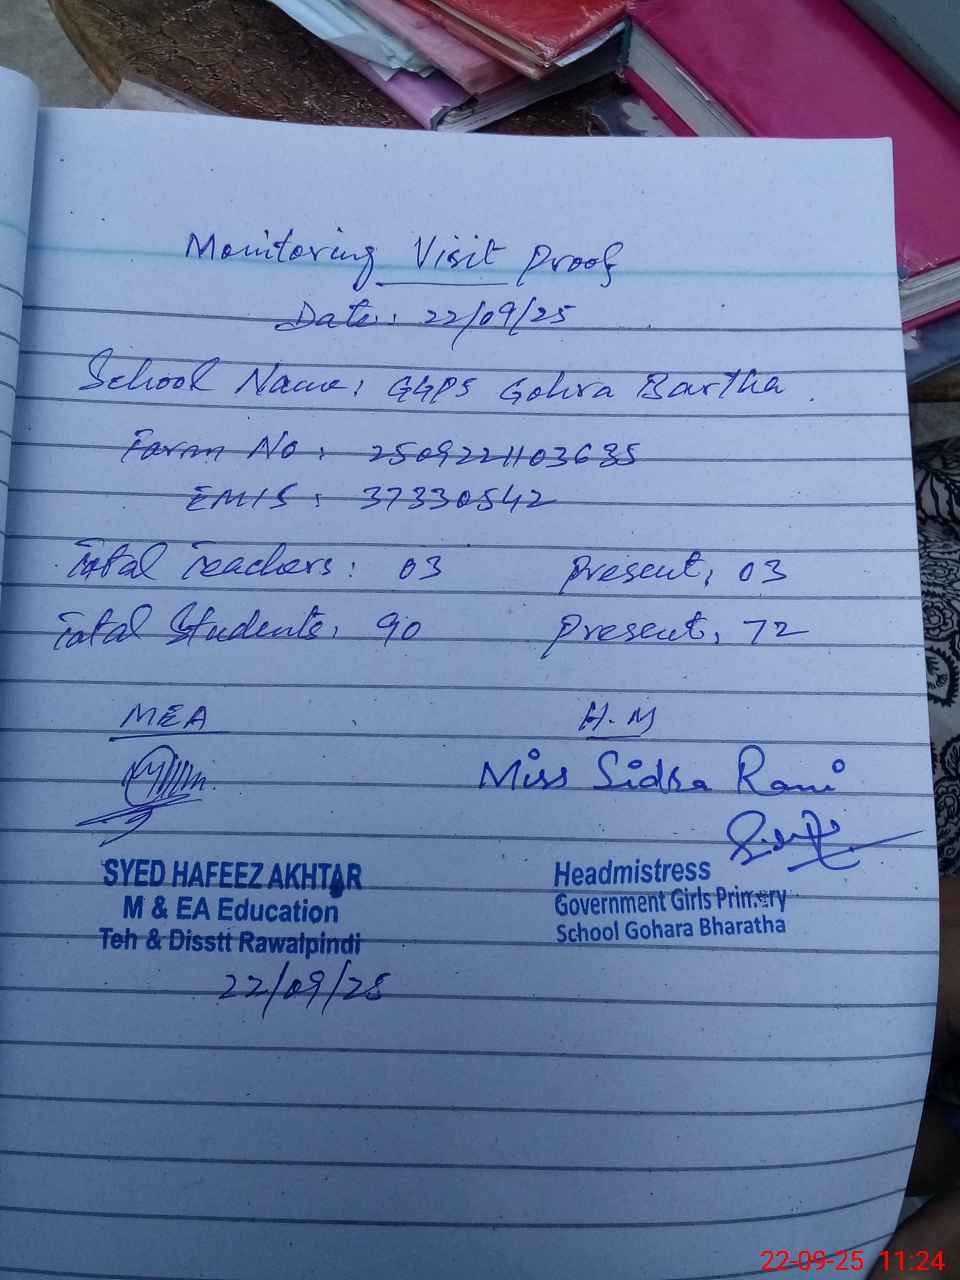 Monitoring Visit Proof
Date: 22/09/25
School Name: GGPS Gohra Bartha.
Farm No: 2509221103635
EMIS: 37330542
Total Teachers: 03 Present, 03
Total Students, 90 Present, 72
MEA H.M
Miss Sidra Rani
SYED HAFEEZ AKHTAR
M & EA Education
Teh & Disstt Rawalpindi
22/09/25
Headmistress
Government Girls Primery
School Gohara Bharatha
22-09-25 11:24